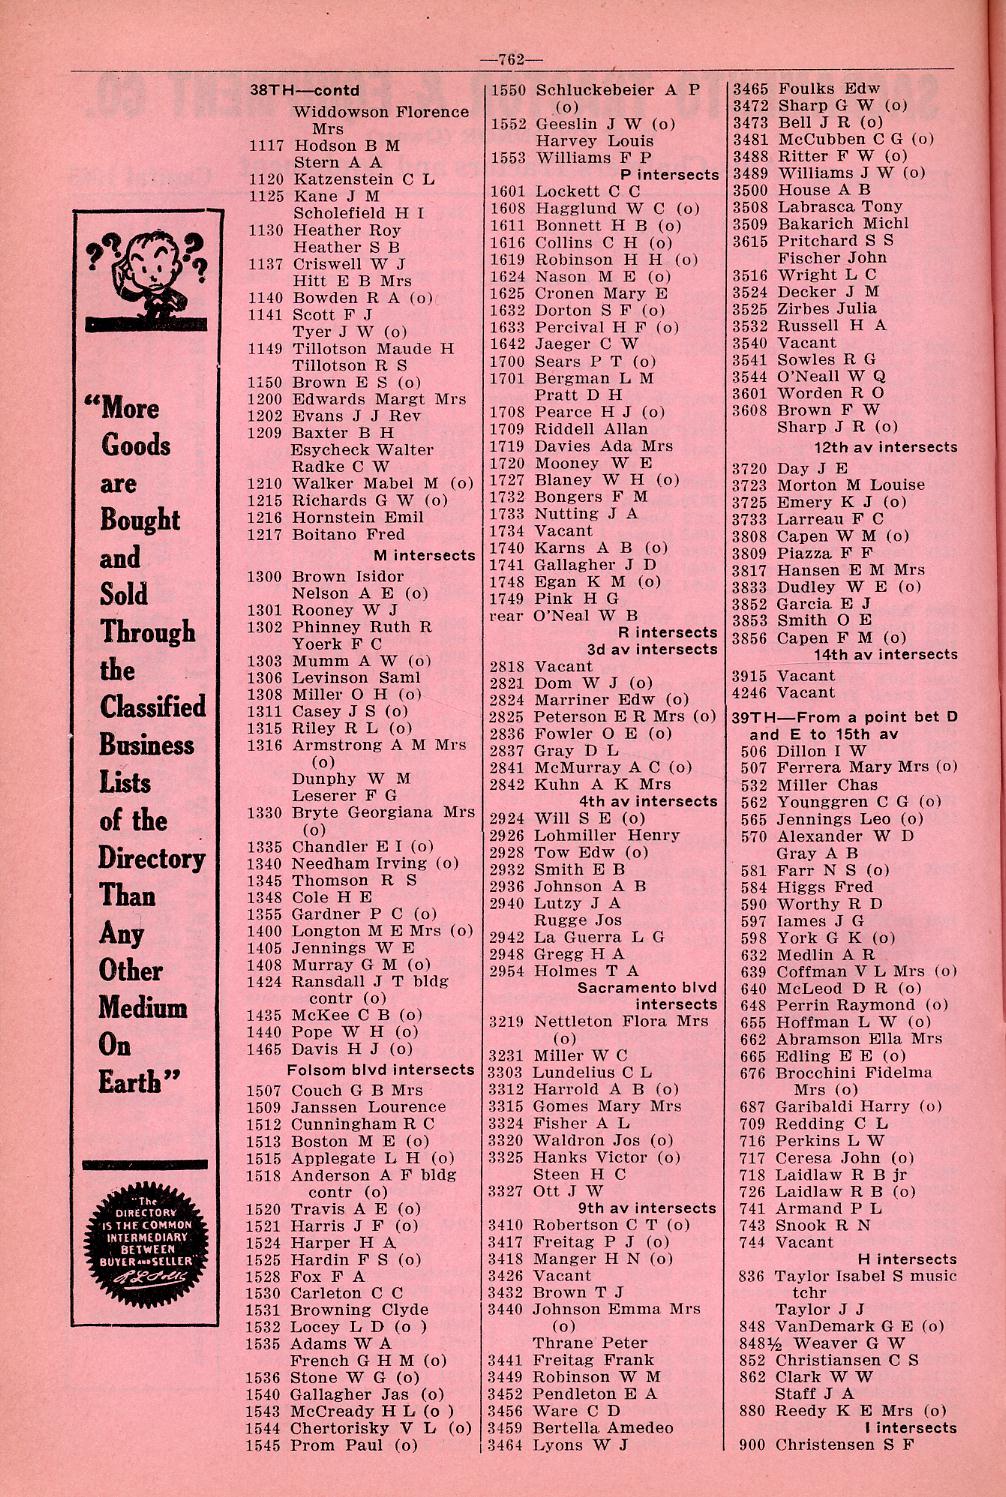 —762—
??
??
“More
Goods
are
Bought
and
Sold
Through
the
Classified
Business
Lists
of the
Directory
Than
Any
Other
Medium
On
Earth”
"The
DIRECTORY
IS THE COMMON
INTERMEDIARY
BETWEEN
BUYER AND SELLER"
R.L. Polk
38TH—contd
Widdowson Florence
Mrs
1117 Hodson B M
Stern A A
1120 Katzenstein C L
1125 Kane J M
Scholefield H I
1130 Heather Roy
Heather S B
1137 Criswell W J
Hitt E B Mrs
1140 Bowden R A (o)
1141 Scott F J
Tyer J W (o)
1149 Tillotson Maude H
Tillotson R S
1150 Brown E S (o)
1200 Edwards Margt Mrs
1202 Evans J J Rev
1209 Baxter B H
Esycheck Walter
Radke C W
1210 Walker Mabel M (o)
1215 Richards G W (o)
1216 Hornstein Emil
1217 Boitano Fred
M intersects
1300 Brown Isidor
Nelson A E (o)
1301 Rooney W J
1302 Phinney Ruth R
Yoerk F C
1303 Mumm A W (o)
1306 Levinson Saml
1308 Miller O H (o)
1311 Casey J S (o)
1315 Riley R L (o)
1316 Armstrong A M Mrs
(o)
Dunphy W M
Leserer F G
1330 Bryte Georgiana Mrs
(o)
1335 Chandler E I (o)
1340 Needham Irving (o)
1345 Thomson R S
1348 Cole H E
1355 Gardner P C (o)
1400 Longton M E Mrs (o)
1405 Jennings W E
1408 Murray G M (o)
1424 Ransdall J T bldg
contr (o)
1435 McKee C B (o)
1440 Pope W H (o)
1465 Davis H J (o)
Folsom blvd intersects
1507 Couch G B Mrs
1509 Janssen Lourence
1512 Cunningham R C
1513 Boston M E (o)
1515 Applegate L H (o)
1518 Anderson A F bldg
contr (o)
1520 Travis A E (o)
1521 Harris J F (o)
1524 Harper H A
1525 Hardin F S (o)
1528 Fox F A
1530 Carleton C C
1531 Browning Clyde
1532 Locey L D (o )
1535 Adams W A
French G H M (o)
1536 Stone W G (o)
1540 Gallagher Jas (o)
1543 McCready H L (o )
1544 Chertorisky V L (o)
1545 Prom Paul (o)
1550 Schluckebeier A P
(o)
1552 Geeslin J W (o)
Harvey Louis
1553 Williams F P
P intersects
1601 Lockett C C
1608 Hagglund W C (o)
1611 Bonnett H B (o)
1616 Collins C H (o)
1619 Robinson H H (o)
1624 Nason M E (o)
1625 Cronen Mary E
1632 Dorton S F (o)
1633 Percival H F (o)
1642 Jaeger C W
1700 Sears P T (o)
1701 Bergman L M
Pratt D H
1708 Pearce H J (o)
1709 Riddell Allan
1719 Davies Ada Mrs
1720 Mooney W E
1727 Blaney W H (o)
1732 Bongers F M
1733 Nutting J A
1734 Vacant
1740 Karns A B (o)
1741 Gallagher J D
1748 Egan K M (o)
1749 Pink H G
rear O'Neal W B
R intersects
3d av intersects
2818 Vacant
2821 Dom W J (o)
2824 Marriner Edw (o)
2825 Peterson E R Mrs (o)
2836 Fowler O E (o)
2837 Gray D L
2841 McMurray A C (o)
2842 Kuhn A K Mrs
4th av intersects
2924 Will S E (o)
2926 Lohmiller Henry
2928 Tow Edw (o)
2932 Smith E B
2936 Johnson A B
2940 Lutzy J A
Rugge Jos
2942 La Guerra L G
2948 Gregg H A
2954 Holmes T A
Sacramento blvd
intersects
3219 Nettleton Flora Mrs
(o)
3231 Miller W C
3303 Lundelius C L
3312 Harrold A B (o)
3315 Gomes Mary Mrs
3324 Fisher A L
3320 Waldron Jos (o)
3325 Hanks Victor (o)
Steen H C
3327 Ott J W
9th av intersects
3410 Robertson C T (o)
3417 Freitag P J (o)
3418 Manger H N (o)
3426 Vacant
3432 Brown T J
3440 Johnson Emma Mrs
(o)
Thrane Peter
3441 Freitag Frank
3449 Robinson W M
3452 Pendleton E A
3456 Ware C D
3459 Bertella Amedeo
3464 Lyons W J
3465 Foulks Edw
3472 Sharp G W (o)
3473 Bell J R (o)
3481 McCubben C G (o)
3488 Ritter F W (o)
3489 Williams J W (o)
3500 House A B
3508 Labrasca Tony
3509 Bakarich Michl
3615 Pritchard S S
Fischer John
3516 Wright L C
3524 Decker J M
3525 Zirbes Julia
3532 Russell H A
3540 Vacant
3541 Sowles R G
3544 O'Neall W Q
3601 Worden R O
3608 Brown F W
Sharp J R (o)
12th av intersects
3720 Day J E
3723 Morton M Louise
3725 Emery K J (o)
3733 Larreau F C
3808 Capen W M (o)
3809 Piazza F F
3817 Hansen E M Mrs
3833 Dudley W E (o)
3852 Garcia E J
3853 Smith O E
3856 Capen F M (o)
14th av intersects
3915 Vacant
4246 Vacant
39TH—From a point bet D
and E to 15th av
506 Dillon I W
507 Ferrera Mary Mrs (o)
532 Miller Chas
562 Younggren C G (o)
565 Jennings Leo (o)
570 Alexander W D
Gray A B
581 Farr N S (o)
584 Higgs Fred
590 Worthy R D
597 Iames J G
598 York G K (o)
632 Medlin A R
639 Coffman V L Mrs (o)
640 McLeod D R (o)
648 Perrin Raymond (o)
655 Hoffman L W (o)
662 Abramson Ella Mrs
665 Edling E E (o)
676 Brocchini Fidelma
Mrs (o)
687 Garibaldi Harry (o)
709 Redding C L
716 Perkins L W
717 Ceresa John (o)
718 Laidlaw R B jr
726 Laidlaw R B (o)
741 Armand P L
743 Snook R N
744 Vacant
H intersects
836 Taylor Isabel S music
tchr
Taylor J J
848 VanDemark G E (o)
848½ Weaver G W
852 Christiansen C S
862 Clark W W
Staff J A
880 Reedy K E Mrs (o)
I intersects
900 Christensen S F